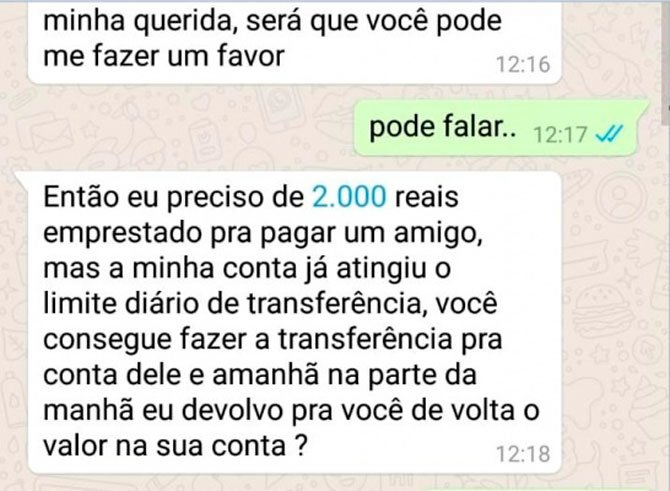 minha querida, será que você pode
me fazer um favor
12:16
pode falar.. 12:17
Então eu preciso de 2.000 reais
emprestado pra pagar um amigo,
mas a minha conta já atingiu o
limite diário de transferência, você
consegue fazer a transferência pra
conta dele e amanhã na parte da
manhã eu devolvo pra você de volta o
valor na sua conta ?
12:18